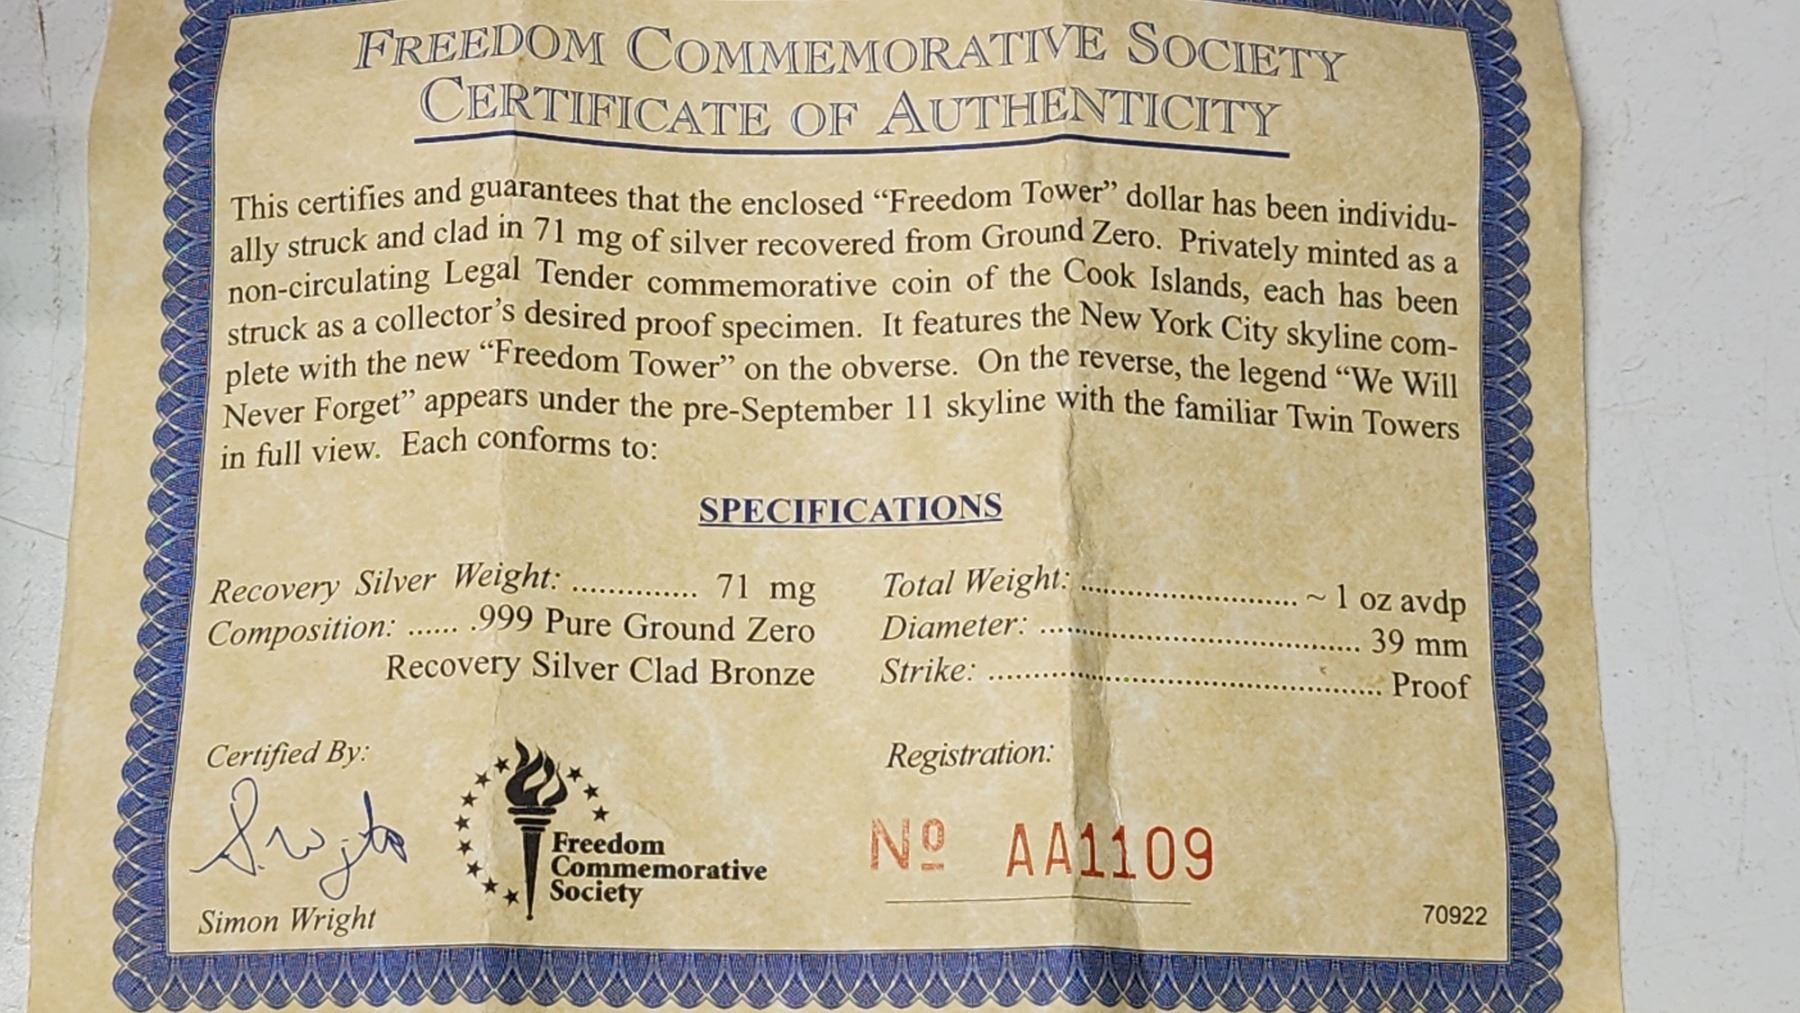 FREEDOM COMMEMORATIVE SOCIETY
CERTIFICATE OF AUTHENTICITY
This certifies and guarantees that the enclosed “Freedom Tower” dollar has been individu-
ally struck and clad in 71 mg of silver recovered from Ground Zero. Privately minted as a
non-circulating Legal Tender commemorative coin of the Cook Islands, each has been
struck as a collector’s desired proof specimen. It features the New York City skyline com-
plete with the new “Freedom Tower” on the obverse. On the reverse, the legend “We Will
Never Forget” appears under the pre-September 11 skyline with the familiar Twin Towers
in full view. Each conforms to:
SPECIFICATIONS
Recovery Silver Weight: ............. 71 mg
Composition: ...... .999 Pure Ground Zero
Recovery Silver Clad Bronze
Total Weight: ................................ ~ 1 oz avdp
Diameter: ............................................... 39 mm
Strike: .......................................................... Proof
Certified By:
S. Wright
Simon Wright
Freedom
Commemorative
Society
Registration:
Nº AA1109
70922